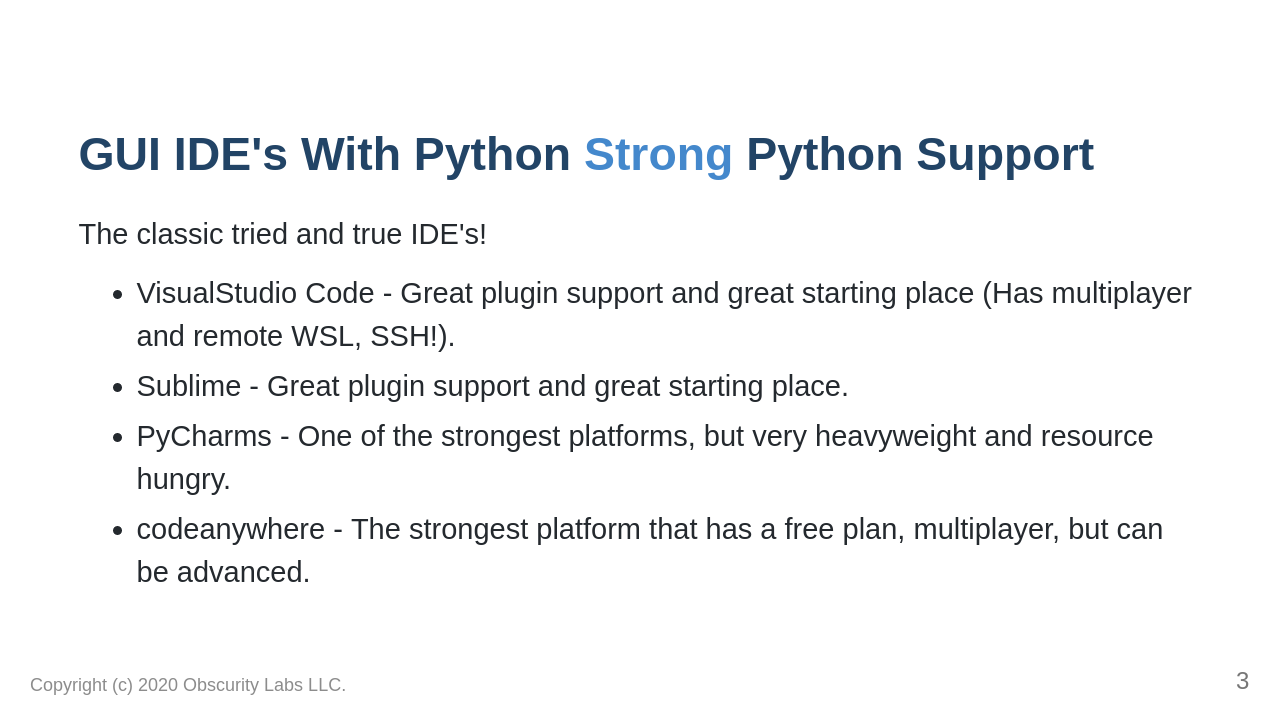 GUI IDE's With Python Strong Python Support
The classic tried and true IDE's!
• VisualStudio Code - Great plugin support and great starting place (Has multiplayer
and remote WSL, SSH!).
• Sublime - Great plugin support and great starting place.
• PyCharms - One of the strongest platforms, but very heavyweight and resource
hungry.
• codeanywhere - The strongest platform that has a free plan, multiplayer, but can
be advanced.
Copyright (c) 2020 Obscurity Labs LLC.
3